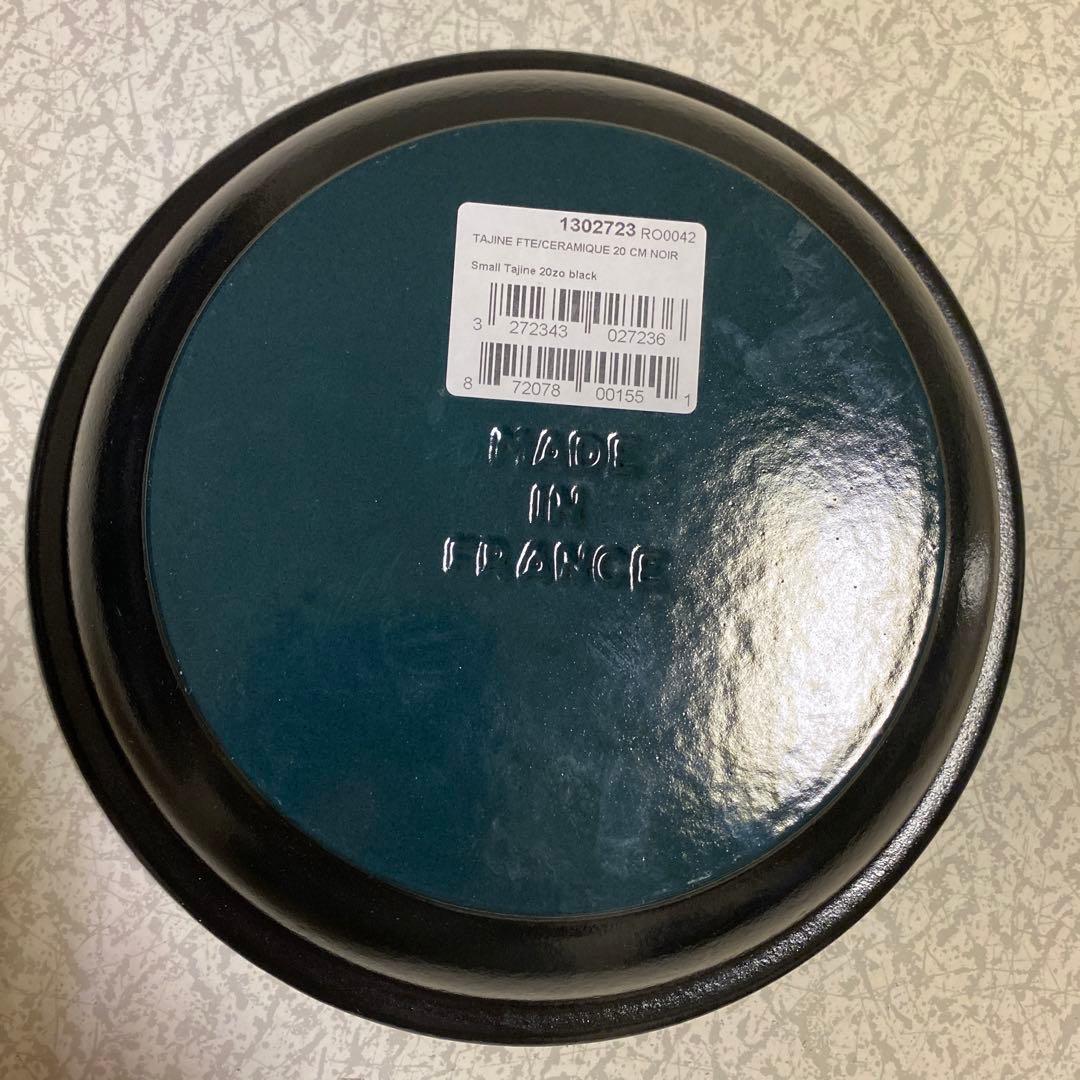 1302723 RO0042
TAJINE FTE/CERAMIQUE 20 CM NOIR
Small Tajine 20zo black
3 272343 027236
8 72078 00155 1
MADE
IN
FRANCE